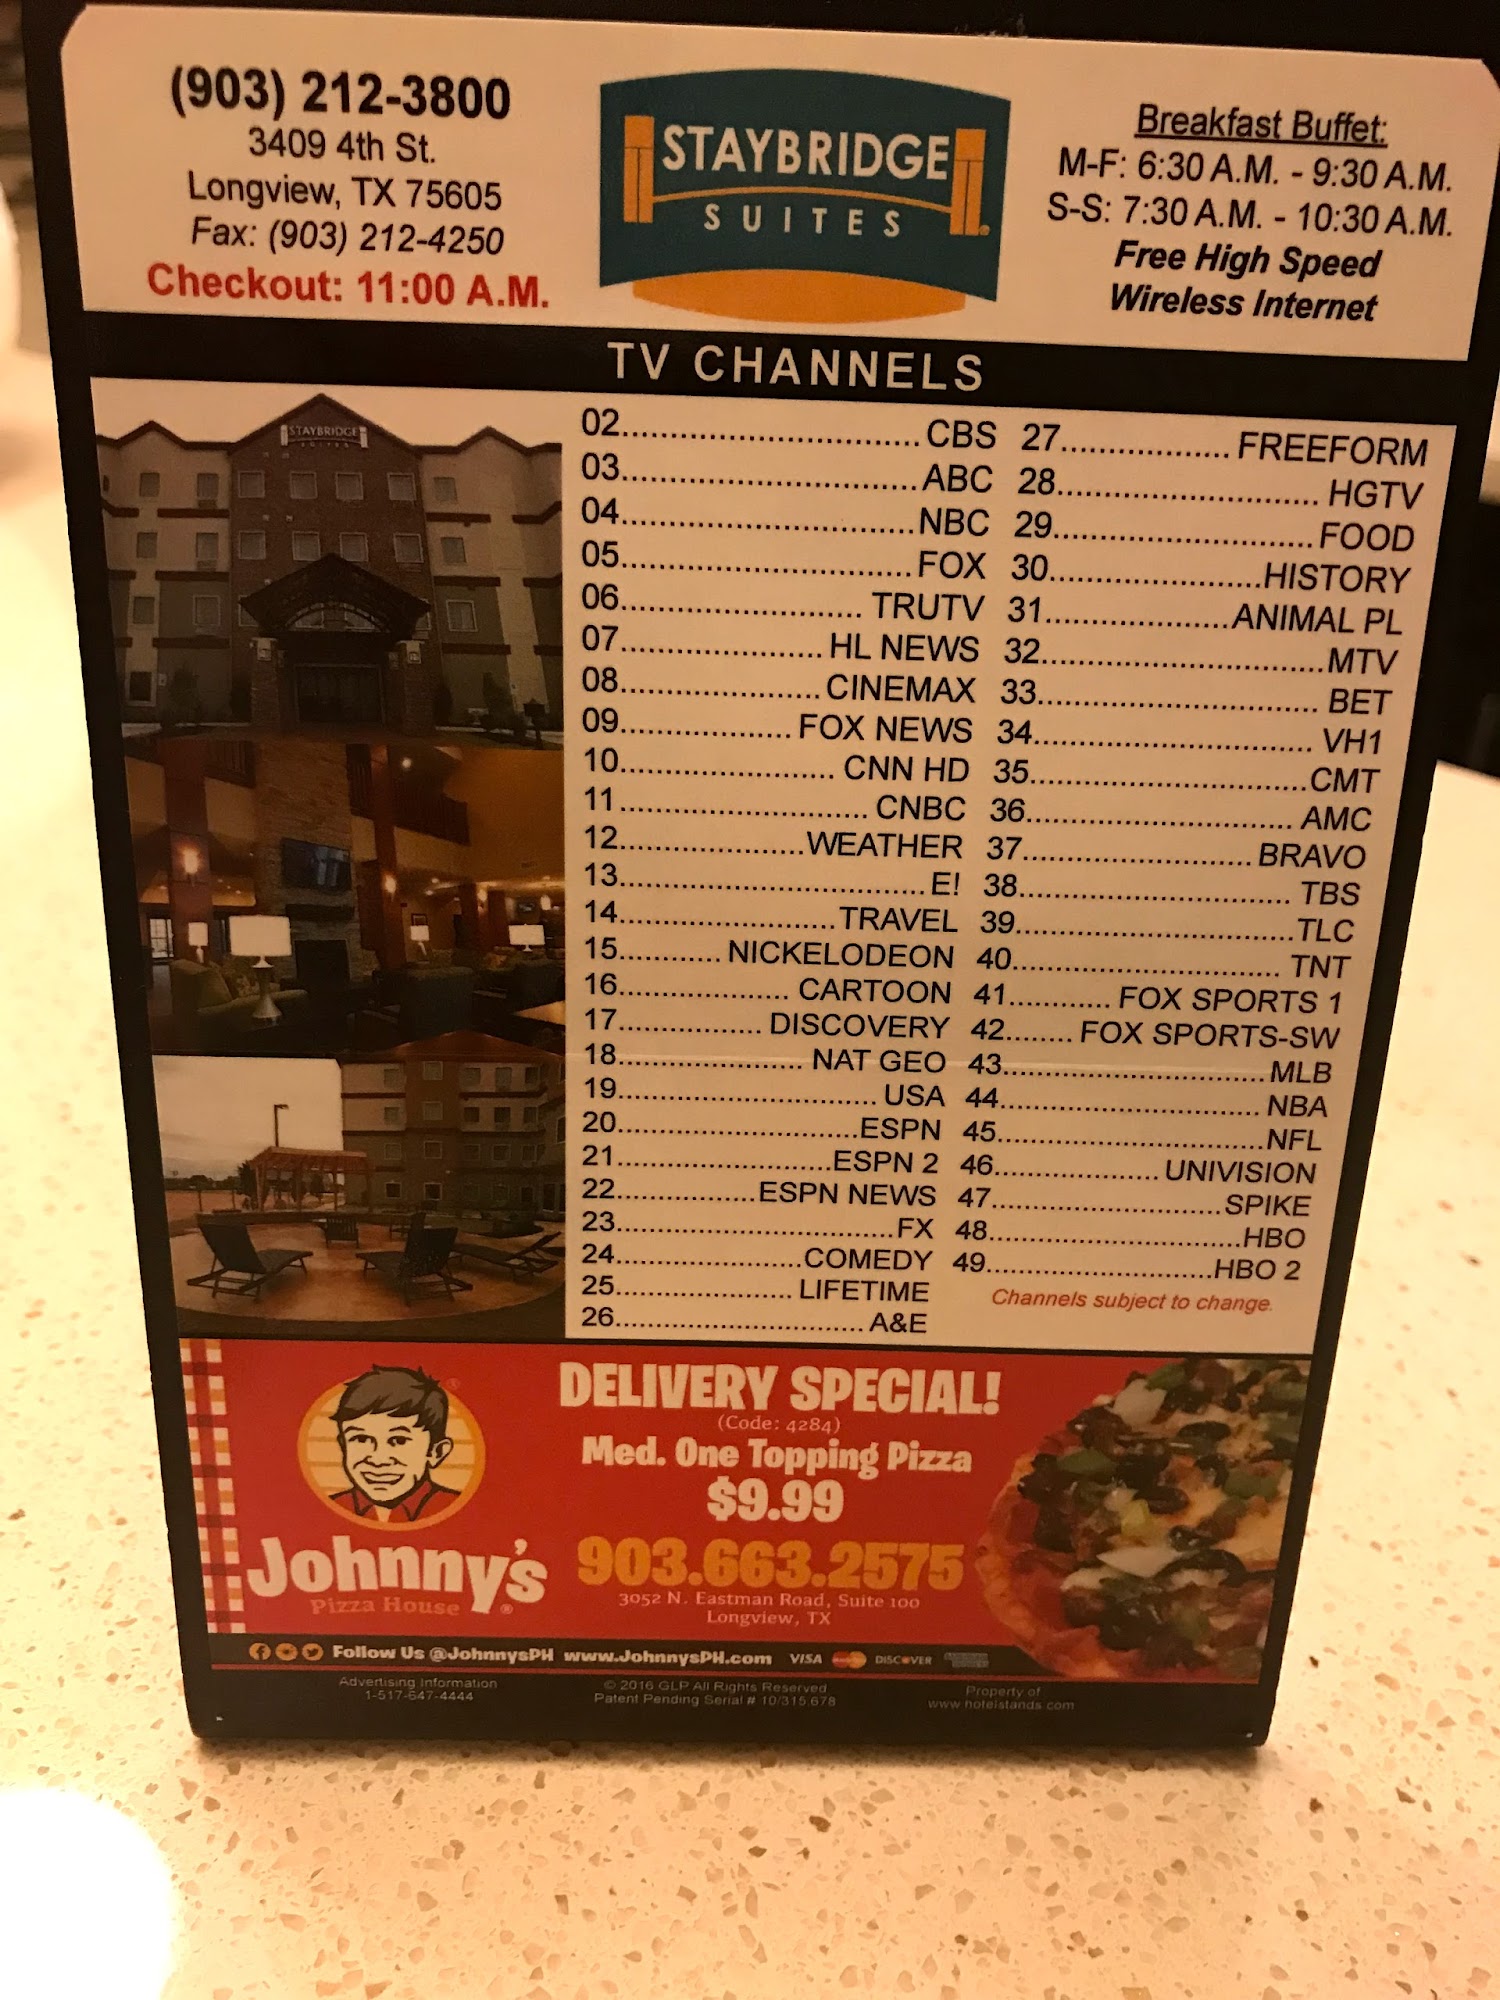 (903) 212-3800
3409 4th St.
Longview, TX 75605
Fax: (903) 212-4250
Checkout: 11:00 A.M.
STAYBRIDGE
SUITES
Breakfast Buffet:
M-F: 6:30 A.M. - 9:30 A.M.
S-S: 7:30 A.M. - 10:30 A.M.
Free High Speed
Wireless Internet
TV CHANNELS
STAYBRIDGE
SUITES
02..............................CBS
03..............................ABC
04..............................NBC
05..............................FOX
06.........................TRUTV
07.....................HL NEWS
08.....................CINEMAX
09..................FOX NEWS
10.......................CNN HD
11..........................CNBC
12...................WEATHER
13................................E!
14.......................TRAVEL
15............NICKELODEON
16...................CARTOON
17................DISCOVERY
18....................NAT GEO
19............................USA
20..........................ESPN
21........................ESPN 2
22................ESPN NEWS
23................................FX
24.....................COMEDY
25....................LIFETIME
26.............................A&E
27..................FREEFORM
28............................HGTV
29............................FOOD
30.......................HISTORY
31....................ANIMAL PL
32..............................MTV
33..............................BET
34..............................VH1
35..............................CMT
36.............................AMC
37.........................BRAVO
38..............................TBS
39..............................TLC
40..............................TNT
41............FOX SPORTS 1
42........FOX SPORTS-SW
43..............................MLB
44.............................NBA
45..............................NFL
46...................UNIVISION
47...........................SPIKE
48.............................HBO
49..........................HBO 2
Channels subject to change.
DELIVERY SPECIAL!
(Code: 4284)
Med. One Topping Pizza
$9.99
903.663.2575
3052 N. Eastman Road, Suite 100
Longview, TX
Johnny's®
Pizza House
Follow Us @JohnnysPH www.JohnnysPH.com VISA MasterCard DISCOVER
Advertising Information
1-517-647-4444
© 2016 GLP All Rights Reserved
Patent Pending Serial # 10/315,678
Property of
www.hotelstands.com